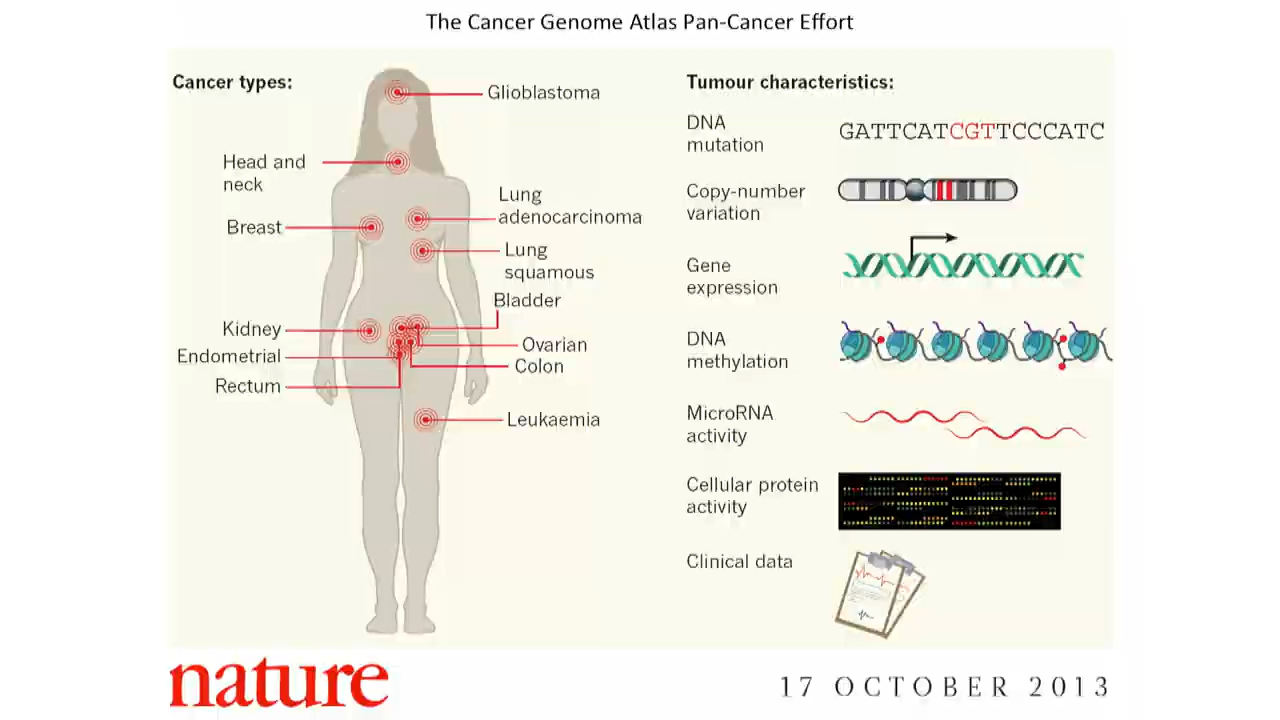 The Cancer Genome Atlas Pan-Cancer Effort
Cancer types:
Glioblastoma
Head and
neck
Lung
adenocarcinoma
Breast
Lung
squamous
Bladder
Kidney
Ovarian
Endometrial
Colon
Rectum
Leukaemia
Tumour characteristics:
DNA
mutation
GATTCATCGTTCCCATC
Copy-number
variation
Gene
expression
DNA
methylation
MicroRNA
activity
Cellular protein
activity
Clinical data
nature
17 OCTOBER 2013